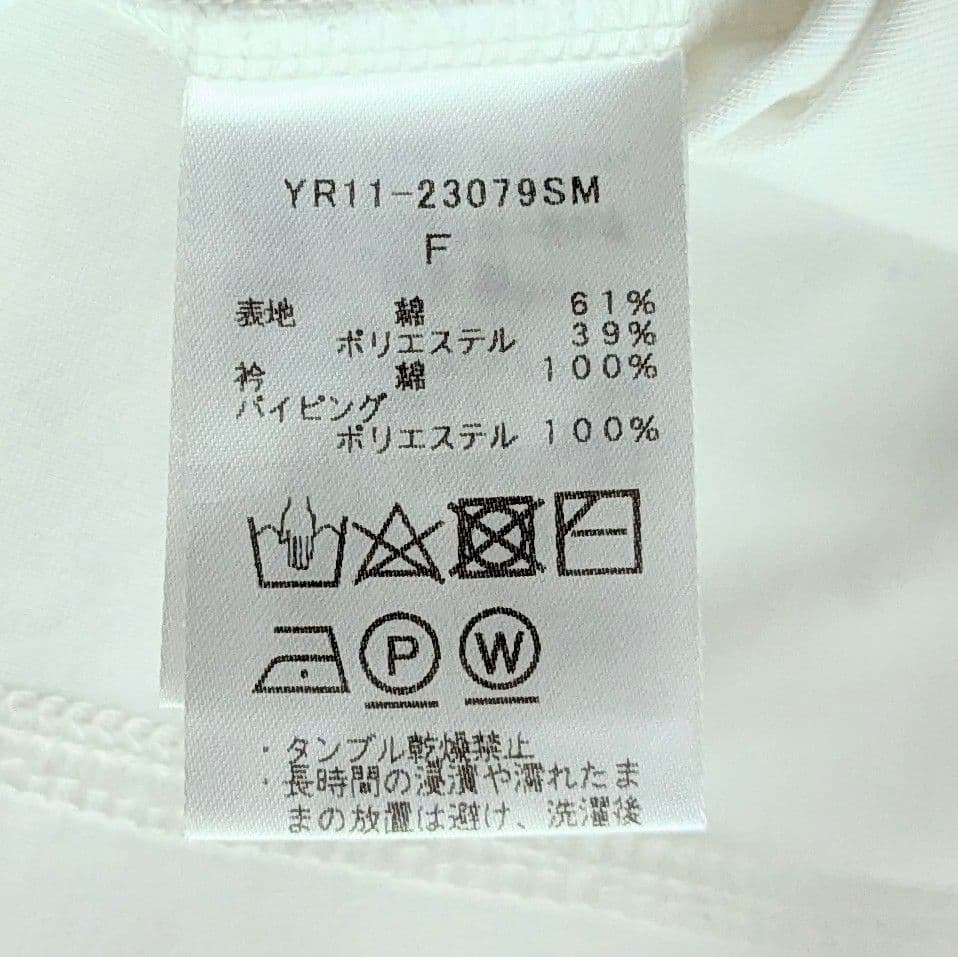 YR11-23079SM
F
表地 綿 61%
ポリエステル 39%
衿 綿 100%
パイピング
ポリエステル 100%
P W
・タンブル乾燥禁止
・長時間の浸漬や濡れたま
まの放置は避け、洗濯後